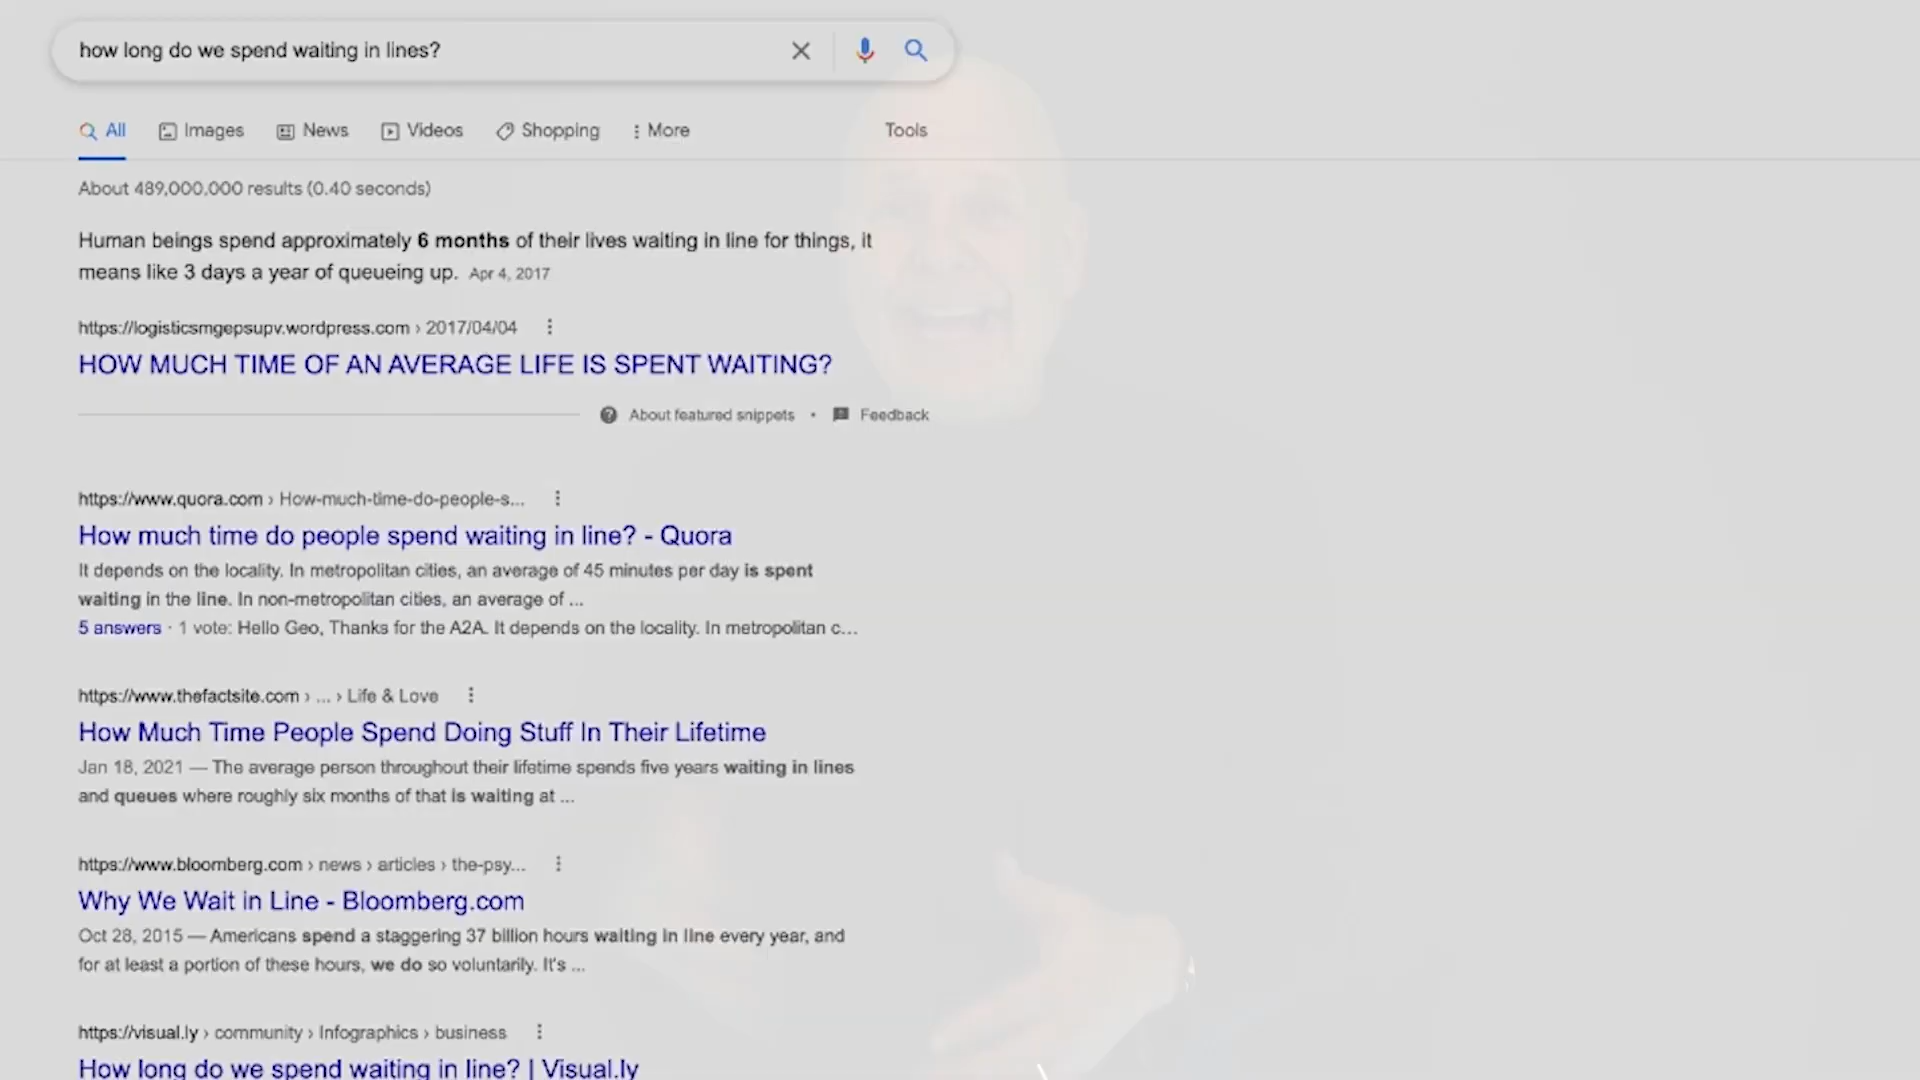 how long do we spend waiting in lines?
All Images News Videos Shopping More Tools
About 489,000,000 results (0.40 seconds)
Human beings spend approximately 6 months of their lives waiting in line for things, it
means like 3 days a year of queueing up. Apr 4, 2017
https://logisticsmgepsupv.wordpress.com › 2017/04/04
HOW MUCH TIME OF AN AVERAGE LIFE IS SPENT WAITING?
About featured snippets • Feedback
https://www.quora.com › How-much-time-do-people-s...
How much time do people spend waiting in line? - Quora
It depends on the locality. In metropolitan cities, an average of 45 minutes per day is spent
waiting in the line. In non-metropolitan cities, an average of ...
5 answers · 1 vote: Hello Geo, Thanks for the A2A. It depends on the locality. In metropolitan c...
https://www.thefactsite.com › ... › Life & Love
How Much Time People Spend Doing Stuff In Their Lifetime
Jan 18, 2021 — The average person throughout their lifetime spends five years waiting in lines
and queues where roughly six months of that is waiting at ...
https://www.bloomberg.com › news › articles › the-psy...
Why We Wait in Line - Bloomberg.com
Oct 28, 2015 — Americans spend a staggering 37 billion hours waiting in line every year, and
for at least a portion of these hours, we do so voluntarily. It's ...
https://visual.ly › community › Infographics › business
How long do we spend waiting in line? | Visual.ly